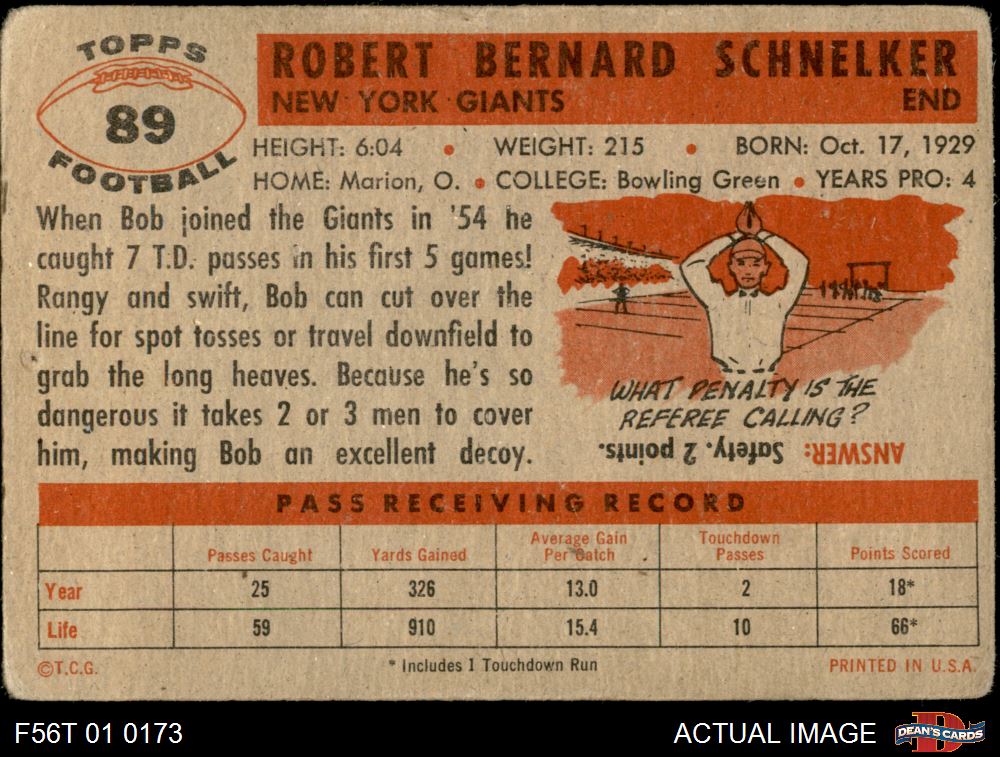 TOPPS
89
FOOTBALL
ROBERT BERNARD SCHNELKER
NEW YORK GIANTS END
HEIGHT: 6:04 • WEIGHT: 215 • BORN: Oct. 17, 1929
HOME: Marion, O. • COLLEGE: Bowling Green • YEARS PRO: 4
When Bob joined the Giants in '54 he
caught 7 T.D. passes in his first 5 games!
Rangy and swift, Bob can cut over the
line for spot tosses or travel downfield to
grab the long heaves. Because he's so
dangerous it takes 2 or 3 men to cover
him, making Bob an excellent decoy.
WHAT PENALTY IS THE
REFEREE CALLING?
ANSWER: Safety. 2 points.
PASS RECEIVING RECORD
Passes Caught Yards Gained Average Gain Per Catch Touchdown Passes Points Scored
Year 25 326 13.0 2 18*
Life 59 910 15.4 10 66*
©T.C.G. * Includes 1 Touchdown Run PRINTED IN U.S.A.
F56T 01 0173 ACTUAL IMAGE D DEAN'S CARDS